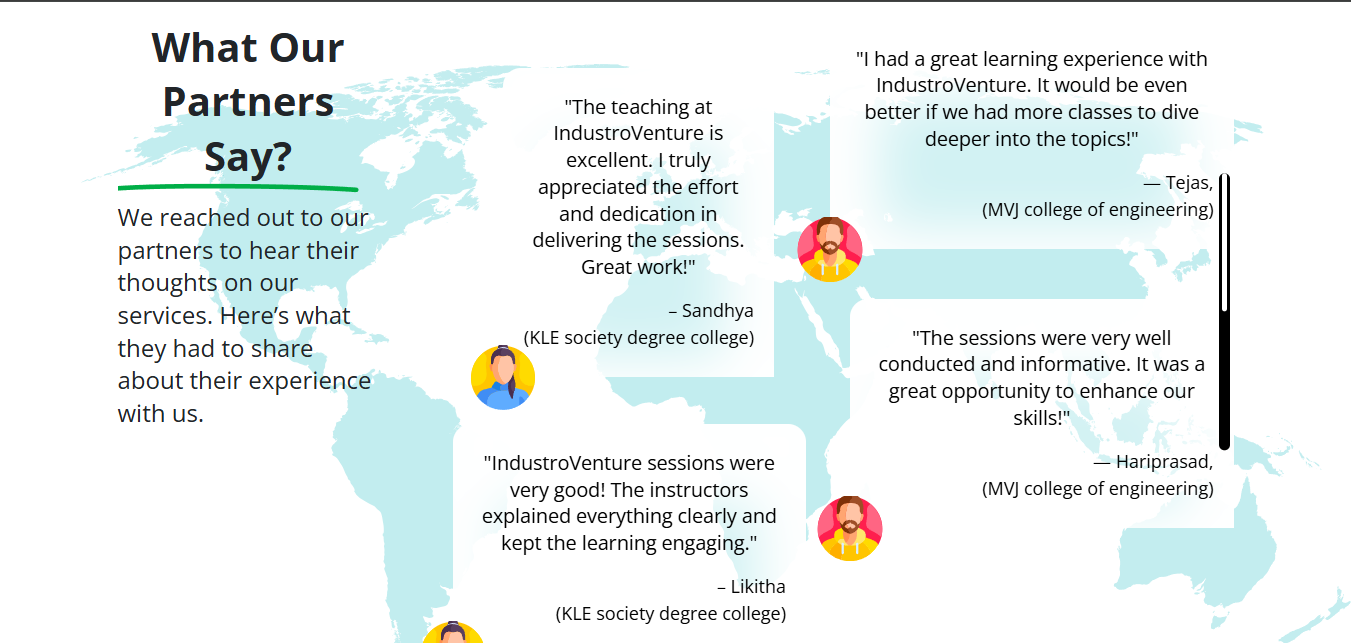 What Our
Partners
Say?
We reached out to our
partners to hear their
thoughts on our
services. Here’s what
they had to share
about their experience
with us.
"The teaching at
IndustroVenture is
excellent. I truly
appreciated the effort
and dedication in
delivering the sessions.
Great work!"
– Sandhya
(KLE society degree college)
"IndustroVenture sessions were
very good! The instructors
explained everything clearly and
kept the learning engaging."
– Likitha
(KLE society degree college)
"I had a great learning experience with
IndustroVenture. It would be even
better if we had more classes to dive
deeper into the topics!"
— Tejas,
(MVJ college of engineering)
"The sessions were very well
conducted and informative. It was a
great opportunity to enhance our
skills!"
— Hariprasad,
(MVJ college of engineering)